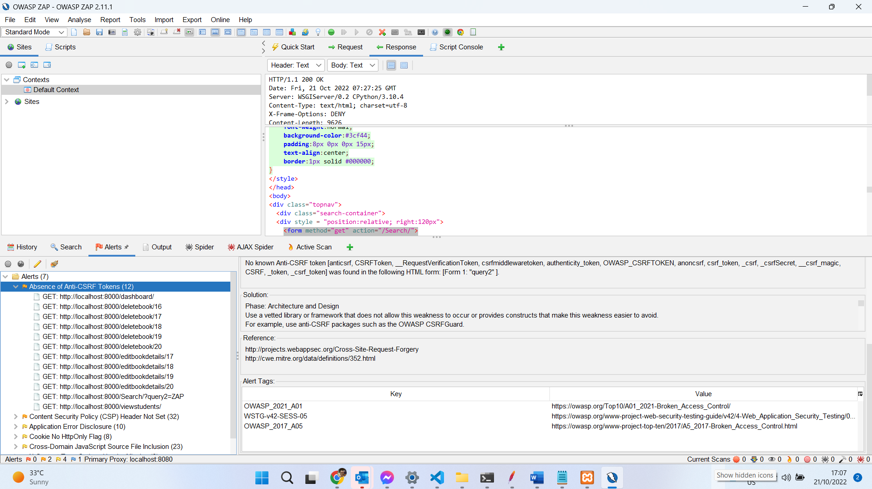 OWASP ZAP - OWASP ZAP 2.11.1
File Edit View Analyse Report Tools Import Export Online Help
Standard Mode
Sites Scripts
Quick Start Request Response Script Console
Header: Text Body: Text
Contexts
Default Context
Sites
HTTP/1.1 200 OK
Date: Fri, 21 Oct 2022 07:27:25 GMT
Server: WSGIServer/0.2 CPython/3.10.4
Content-Type: text/html; charset=utf-8
X-Frame-Options: DENY
Content-Length: 9626
font-weight:normal;
background-color:#3cf44;
padding:8px 0px 0px 15px;
text-align:center;
border:1px solid #000000;
}
</style>
</head>
<body>
<div class="topnav">
<div class="search-container">
<div style = "position:relative; right:120px">
<form method="get" action="/Search/">
History Search Alerts Output Spider AJAX Spider Active Scan
Alerts (7)
Absence of Anti-CSRF Tokens (12)
GET: http://localhost:8000/dashboard/
GET: http://localhost:8000/deletebook/16
GET: http://localhost:8000/deletebook/17
GET: http://localhost:8000/deletebook/18
GET: http://localhost:8000/deletebook/19
GET: http://localhost:8000/deletebook/20
GET: http://localhost:8000/editbookdetails/17
GET: http://localhost:8000/editbookdetails/18
GET: http://localhost:8000/editbookdetails/19
GET: http://localhost:8000/editbookdetails/20
GET: http://localhost:8000/Search/?query2=ZAP
GET: http://localhost:8000/viewstudents/
Content Security Policy (CSP) Header Not Set (32)
Application Error Disclosure (10)
Cookie No HttpOnly Flag (8)
Cross-Domain JavaScript Source File Inclusion (23)
No known Anti-CSRF token [anticsrf, CSRFToken, __RequestVerificationToken, csrfmiddlewaretoken, authenticity_token, OWASP_CSRFTOKEN, anoncsrf, csrf_token, _csrf, _csrfSecret, __csrf_magic,
CSRF, _token, _csrf_token] was found in the following HTML form: [Form 1: "query2" ].
Solution:
Phase: Architecture and Design
Use a vetted library or framework that does not allow this weakness to occur or provides constructs that make this weakness easier to avoid.
For example, use anti-CSRF packages such as the OWASP CSRFGuard.
Reference:
http://projects.webappsec.org/Cross-Site-Request-Forgery
http://cwe.mitre.org/data/definitions/352.html
Alert Tags:
Key Value
OWASP_2021_A01 https://owasp.org/Top10/A01_2021-Broken_Access_Control/
WSTG-v42-SESS-05 https://owasp.org/www-project-web-security-testing-guide/v42/4-Web_Application_Security_Testing/0...
OWASP_2017_A05 https://owasp.org/www-project-top-ten/2017/A5_2017-Broken_Access_Control.html
Alerts 0 2 4 1 Primary Proxy: localhost:8080
Current Scans 0 0 0 0 0 0 0 0
33°C
Sunny
Show hidden icons
US
17:07
21/10/2022
2